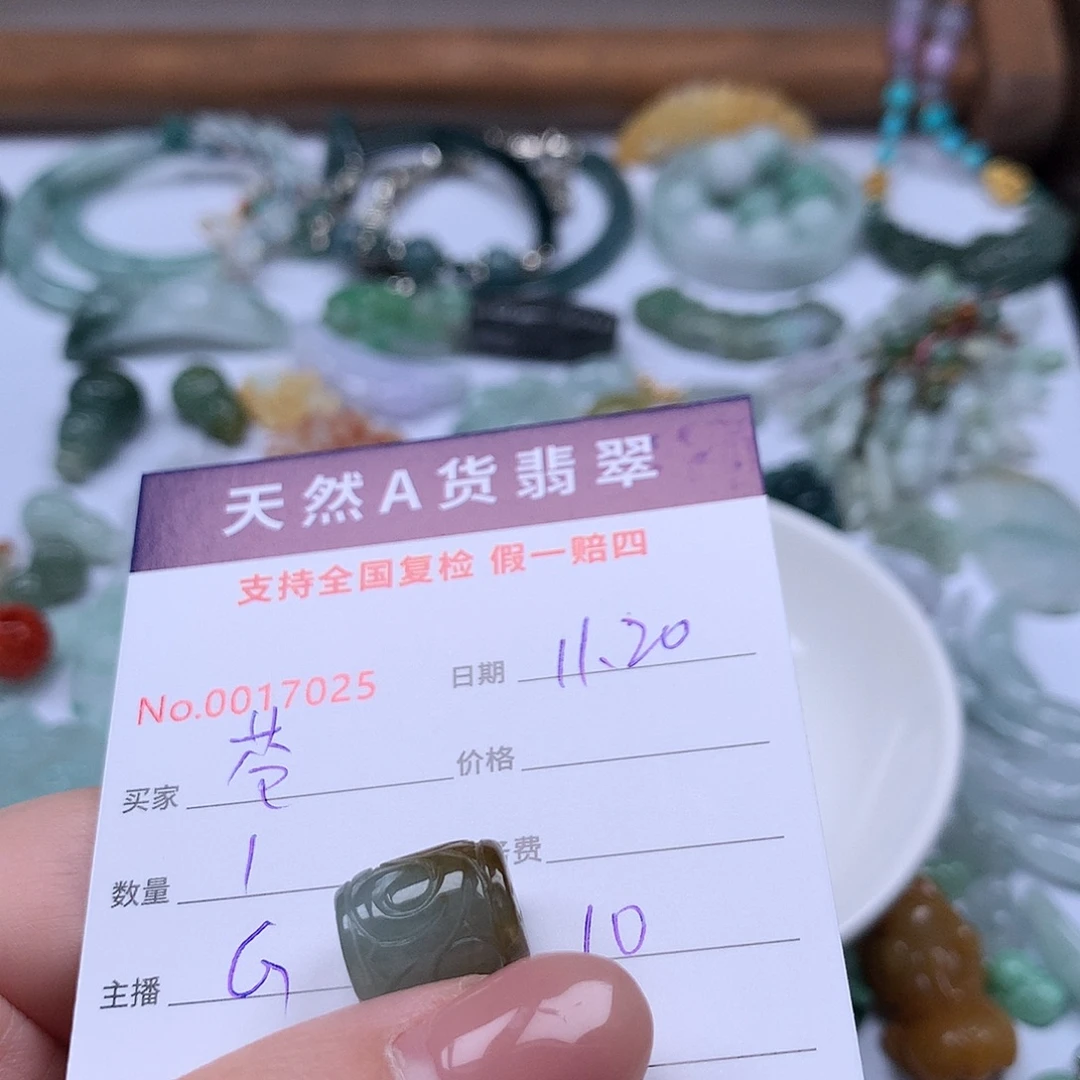 天然A货翡翠
支持全国复检 假一赔四
No.0017025 日期 11.20
买家 苍 价格
数量 1 费
主播 G 10